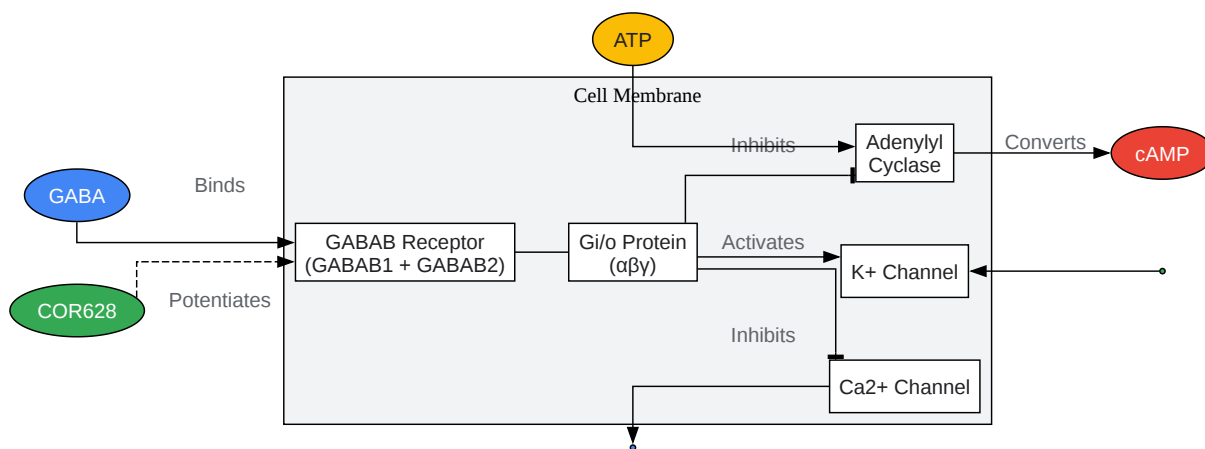 ATP
Cell Membrane
Inhibits
Adenylyl
Cyclase
Converts
cAMP
GABA
Binds
GABAB Receptor
(GABAB1 + GABAB2)
Gi/o Protein
(αβγ)
Activates
K+ Channel
COR628
Potentiates
Inhibits
Ca2+ Channel